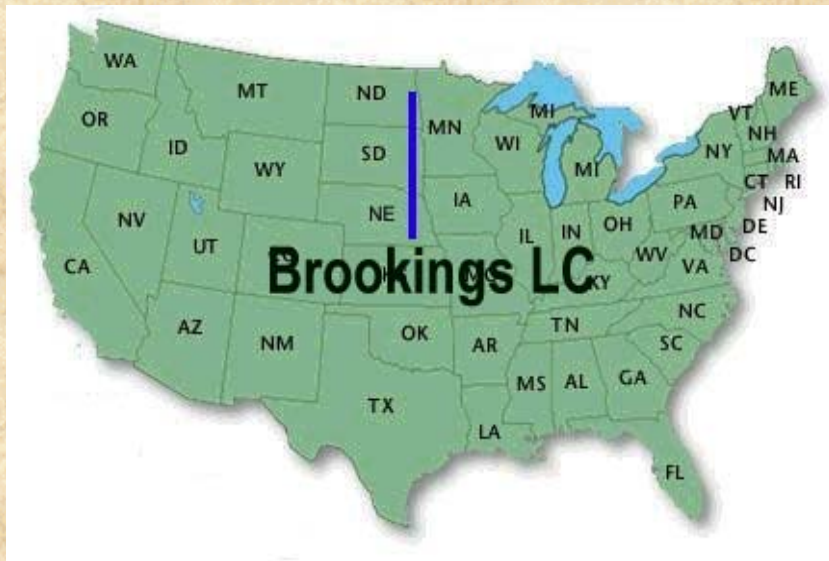 WA
MT
ND
ME
OR
MN
VT
MI
NH
ID
SD
WI
NY
MA
WY
MI
CT RI
NE
IA
PA
NJ
NV
OH
DE
UT
IL
IN
MD
DC
WV
CA
VA
Brookings LC
KY
NC
AZ
OK
TN
NM
AR
SC
MS
AL
GA
TX
LA
FL